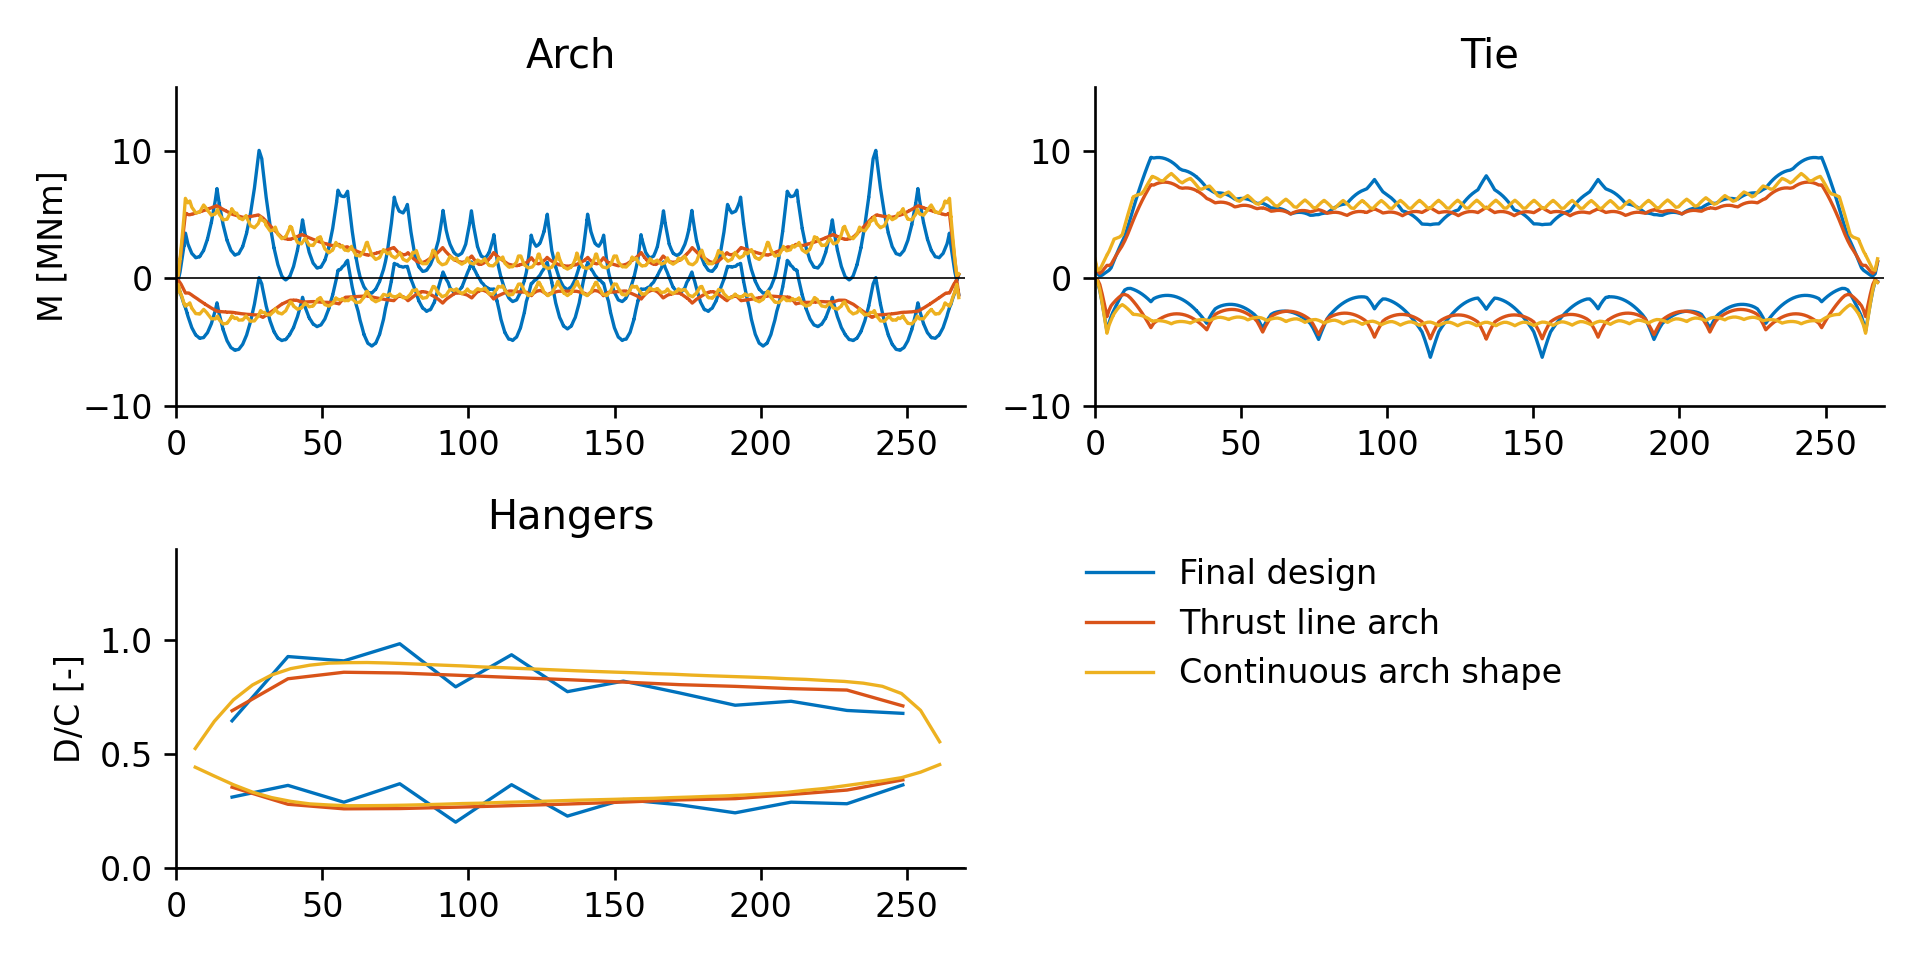 Arch
M [MNm]
10
0
−10
0 50 100 150 200 250
Tie
10
0
−10
0 50 100 150 200 250
Hangers
D/C [-]
1.0
0.5
0.0
0 50 100 150 200 250
Final design
Thrust line arch
Continuous arch shape